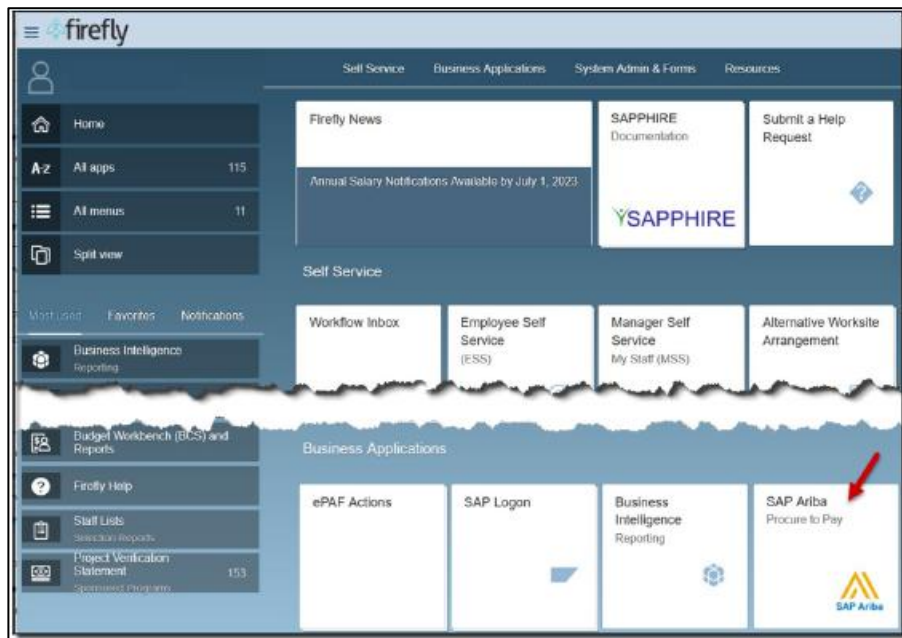 firefly
Self Service
Business Applications
System Admin & Forms
Resources
Home
A-z
All apps
115
All menus
11
Split view
Most used
Favorites
Notifications
Business Intelligence
Reporting
Budget Workbench (BCS) and
Reports
Firefly Help
Staff Lists
Selection Reports
Project Verification
Statement
153
Sponsored Programs
Firefly News
Annual Salary Notifications Available by July 1, 2023
SAPPHIRE
Documentation
SAPPHIRE
Submit a Help
Request
Self Service
Workflow Inbox
Employee Self
Service
(ESS)
Manager Self
Service
My Staff (MSS)
Alternative Worksite
Arrangement
Business Applications
ePAF Actions
SAP Logon
Business
Intelligence
Reporting
SAP Ariba
Procure to Pay
SAP Ariba